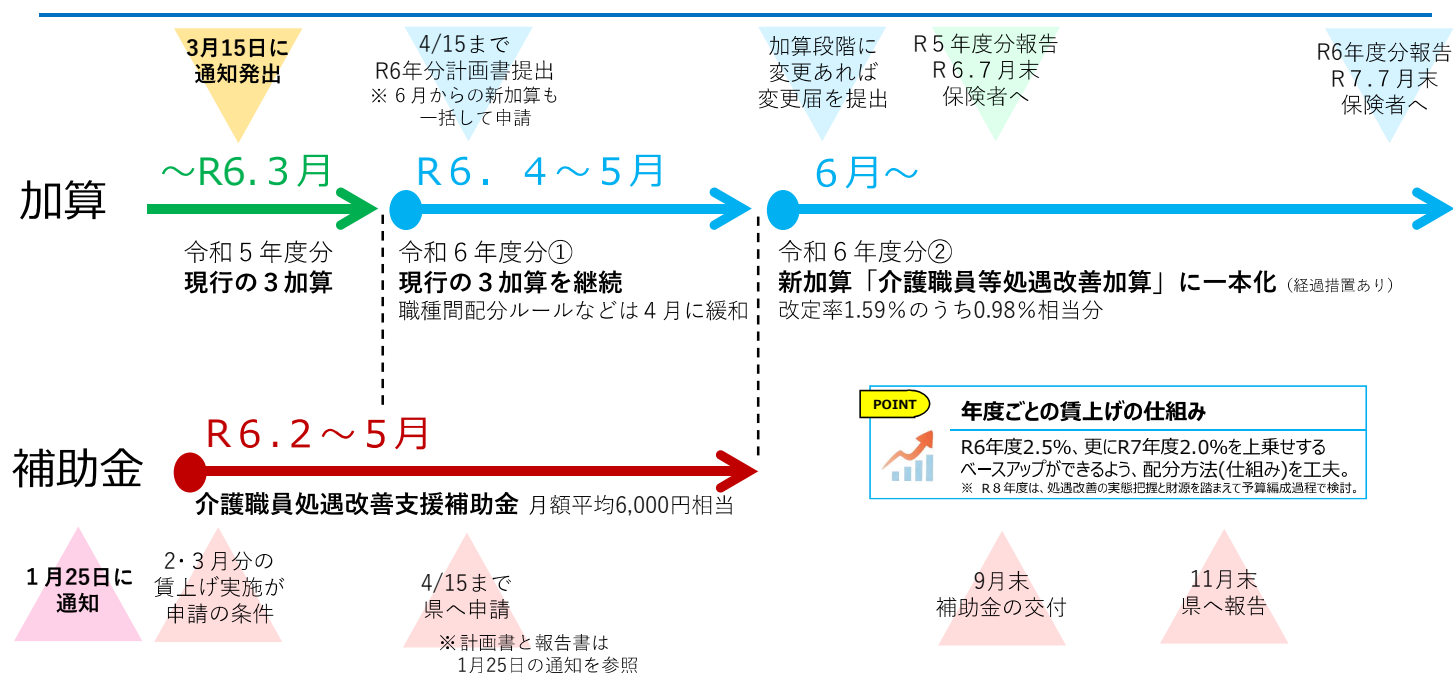 3月15日に
通知発出
4/15まで
R6年分計画書提出
※ 6月からの新加算も
一括して申請
加算段階に
変更あれば
変更届を提出
R5年度分報告
R6.7月末
保険者へ
R6年度分報告
R7.7月末
保険者へ
加算
～R6.3月
R6. 4～5月
6月～
令和5年度分
現行の3加算
令和6年度分①
現行の3加算を継続
職種間配分ルールなどは4月に緩和
令和6年度分②
新加算「介護職員等処遇改善加算」に一本化 (経過措置あり)
改定率1.59%のうち0.98%相当分
POINT
年度ごとの賃上げの仕組み
R6年度2.5%、更にR7年度2.0%を上乗せする
ベースアップができるよう、配分方法(仕組み)を工夫。
※ R8年度は、処遇改善の実態把握と財源を踏まえて予算編成過程で検討。
補助金
R6.2～5月
介護職員処遇改善支援補助金 月額平均6,000円相当
1月25日に
通知
2・3月分の
賃上げ実施が
申請の条件
4/15まで
県へ申請
※計画書と報告書は
1月25日の通知を参照
9月末
補助金の交付
11月末
県へ報告